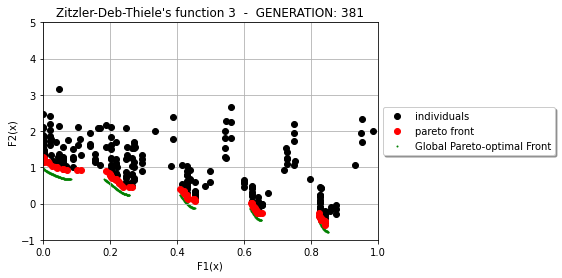 Zitzler-Deb-Thiele's function 3 - GENERATION: 381
5
4
3
2
1
0
−1
F2(x)
0.0 0.2 0.4 0.6 0.8 1.0
F1(x)
individuals
pareto front
Global Pareto-optimal Front